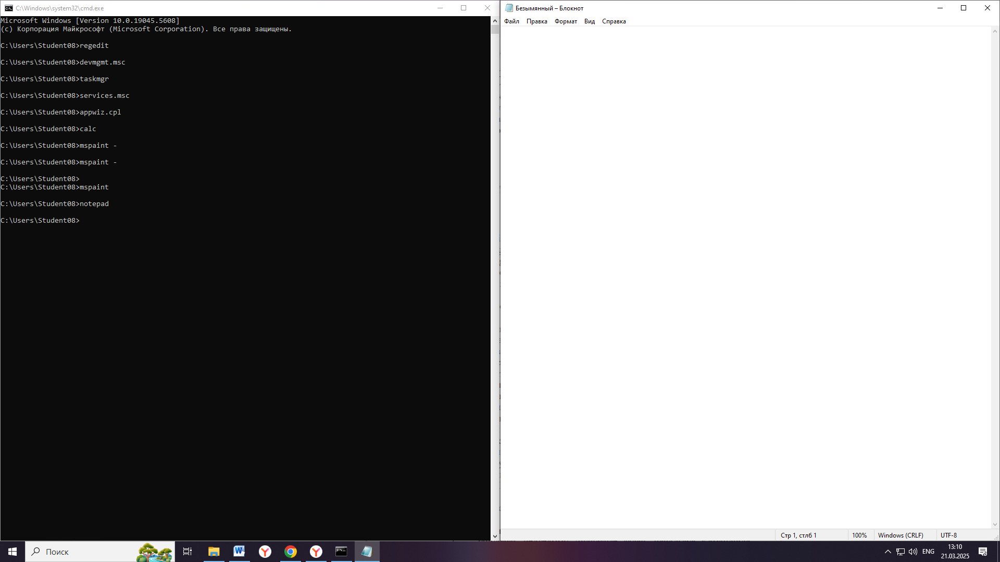 C:\Windows\system32\cmd.exe
Microsoft Windows [Version 10.0.19045.5608]
(c) Корпорация Майкрософт (Microsoft Corporation). Все права защищены.
C:\Users\Student08>regedit
C:\Users\Student08>devmgmt.msc
C:\Users\Student08>taskmgr
C:\Users\Student08>services.msc
C:\Users\Student08>appwiz.cpl
C:\Users\Student08>calc
C:\Users\Student08>mspaint -
C:\Users\Student08>mspaint -
C:\Users\Student08>
C:\Users\Student08>mspaint
C:\Users\Student08>notepad
C:\Users\Student08>
Безымянный – Блокнот
Файл Правка Формат Вид Справка
Стр 1, стлб 1 100% Windows (CRLF) UTF-8
Поиск
ENG
13:10
21.03.2025